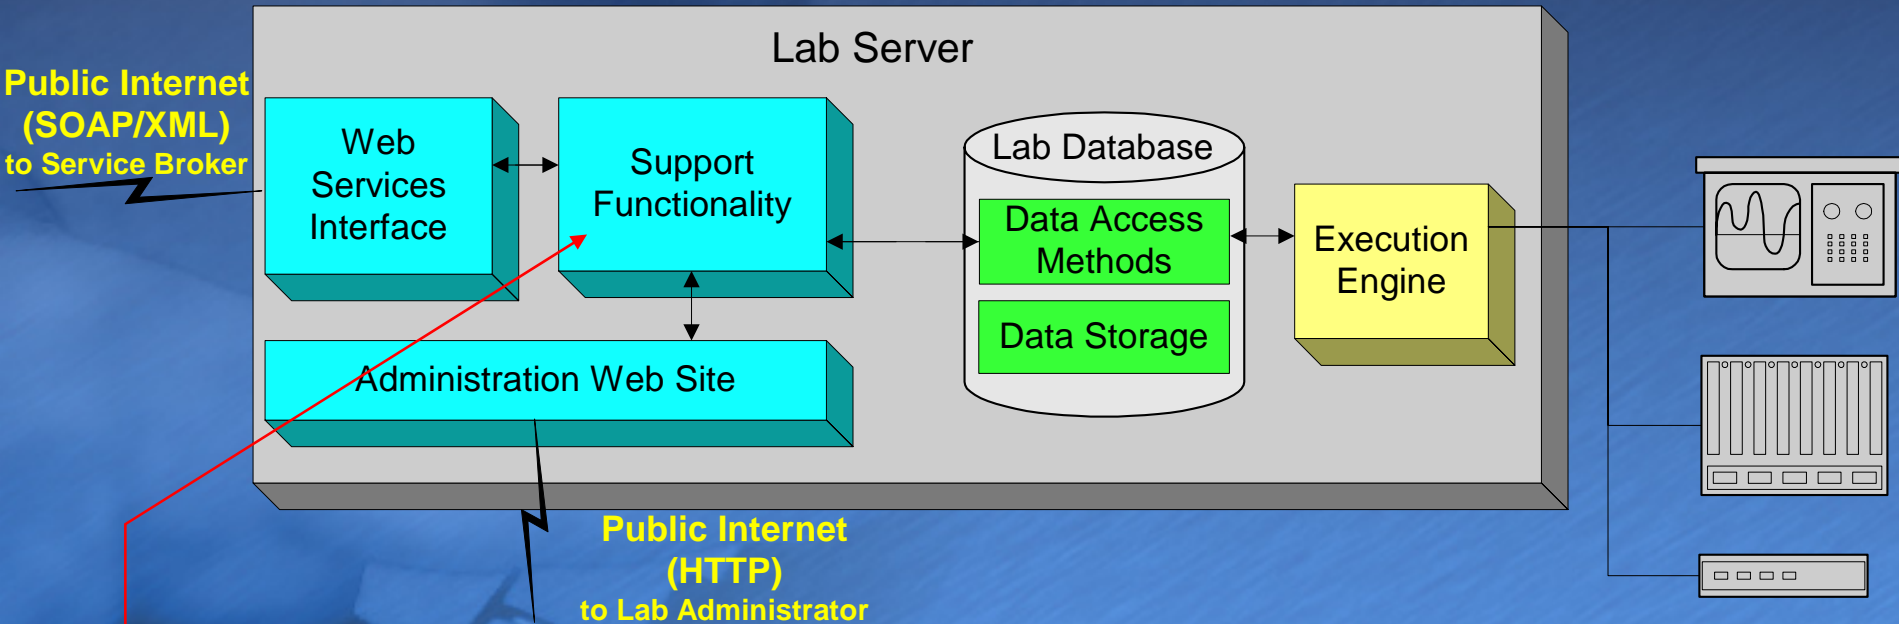 Lab Server
Public Internet
(SOAP/XML)
to Service Broker
Web
Services
Interface
Support
Functionality
Lab Database
Data Access
Methods
Data Storage
Execution
Engine
Administration Web Site
Public Internet
(HTTP)
to Lab Administrator